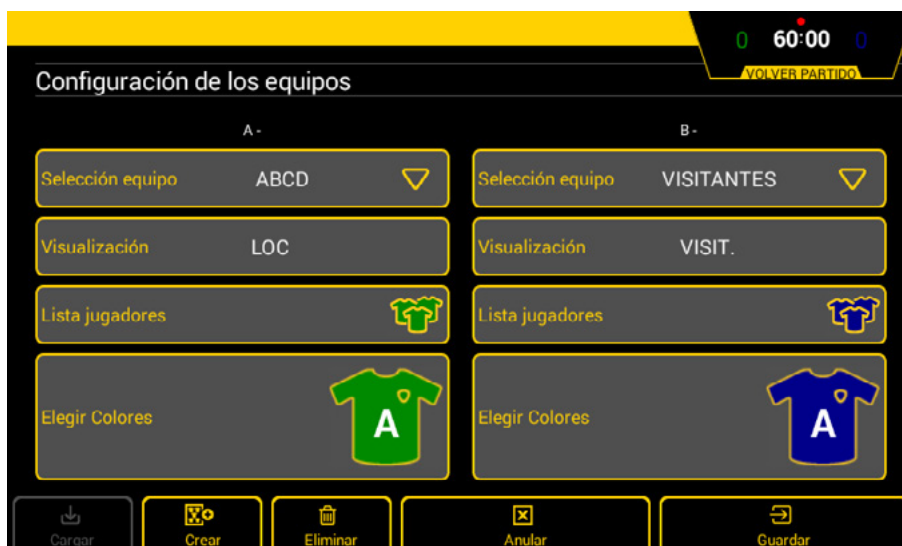 0 60:00 0
VOLVER PARTIDO
Configuración de los equipos
A -
B -
Selección equipo ABCD
Selección equipo VISITANTES
Visualización LOC
Visualización VISIT.
Lista jugadores
Lista jugadores
Elegir Colores A
Elegir Colores A
Cargar Crear Eliminar Anular Guardar